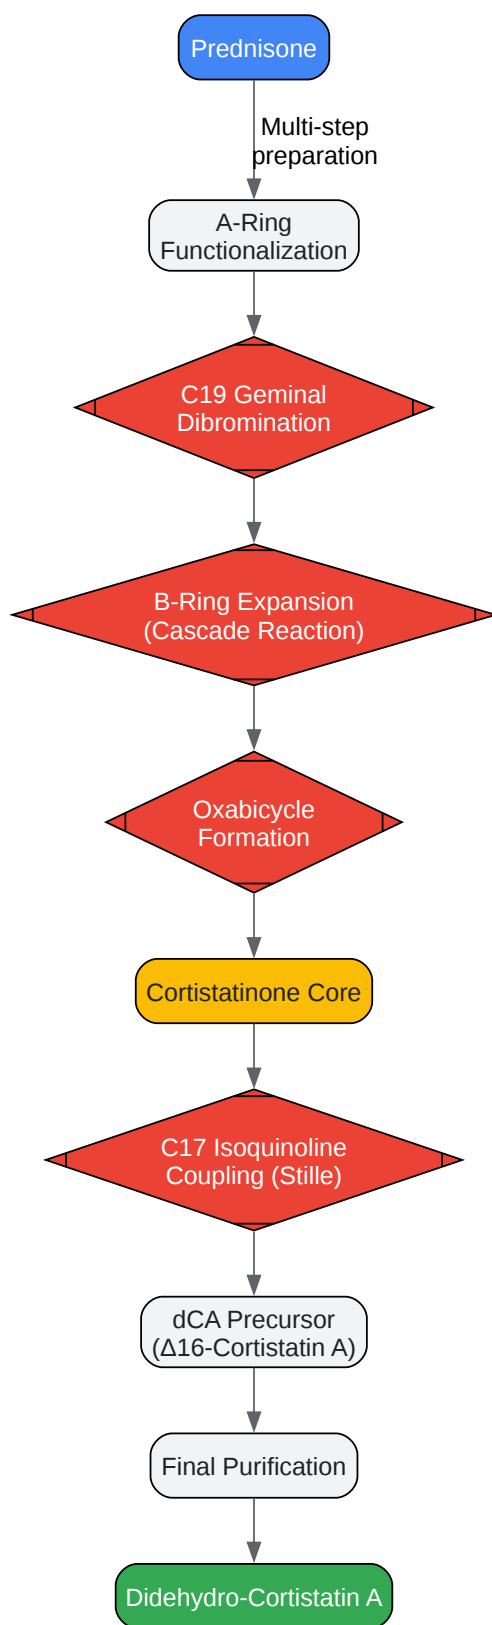 Prednisone
Multi-step
preparation
A-Ring
Functionalization
C19 Geminal
Dibromination
B-Ring Expansion
(Cascade Reaction)
Oxabicycle
Formation
Cortistatinone Core
C17 Isoquinoline
Coupling (Stille)
dCA Precursor
(Δ16-Cortistatin A)
Final Purification
Didehydro-Cortistatin A